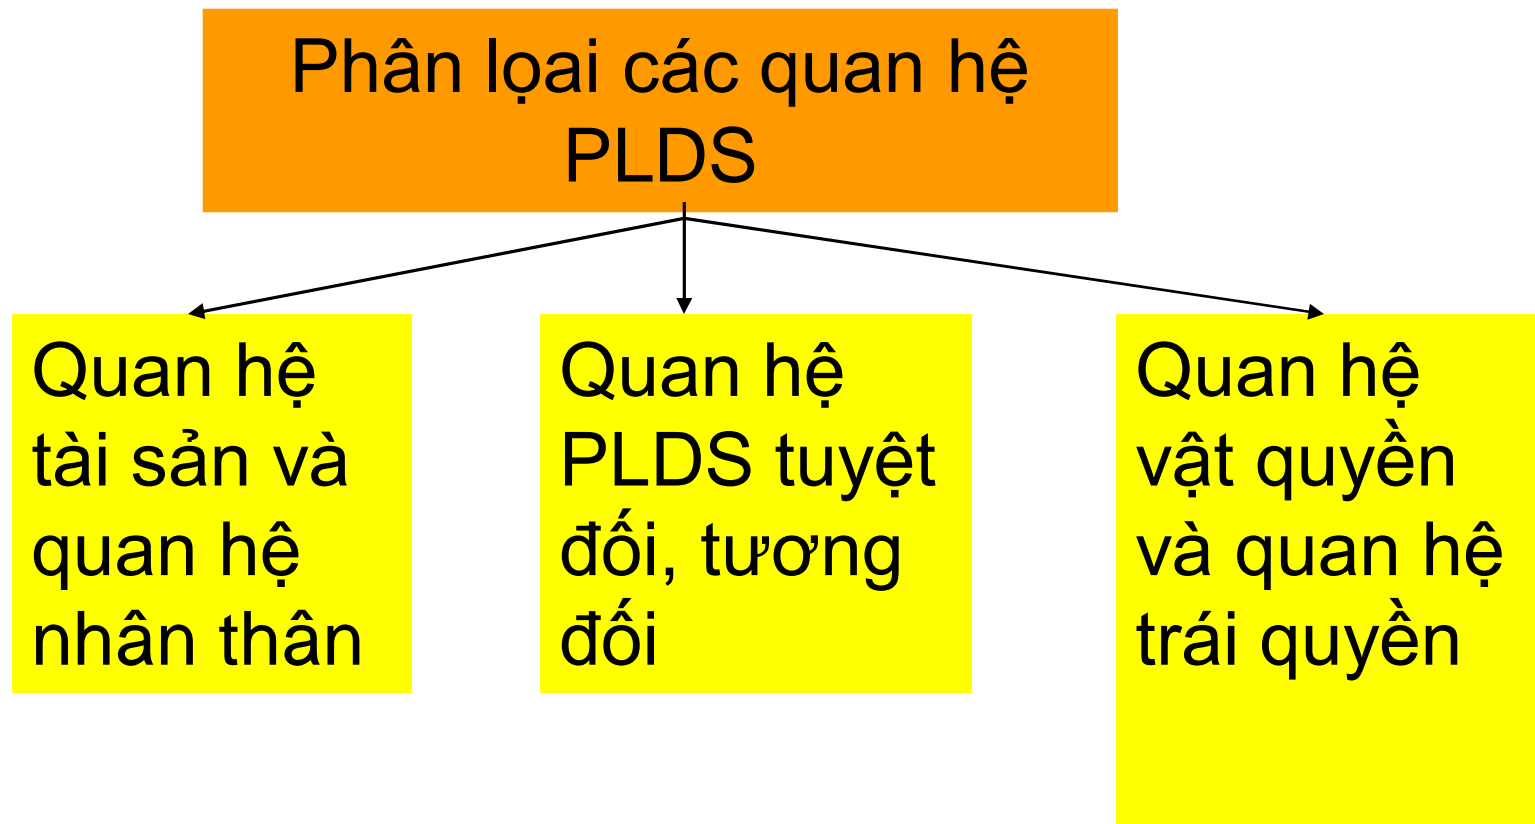 Phân lọai các quan hệ
PLDS
Quan hệ
tài sản và
quan hệ
nhân thân
Quan hệ
PLDS tuyệt
đối, tương
đối
Quan hệ
vật quyền
và quan hệ
trái quyền